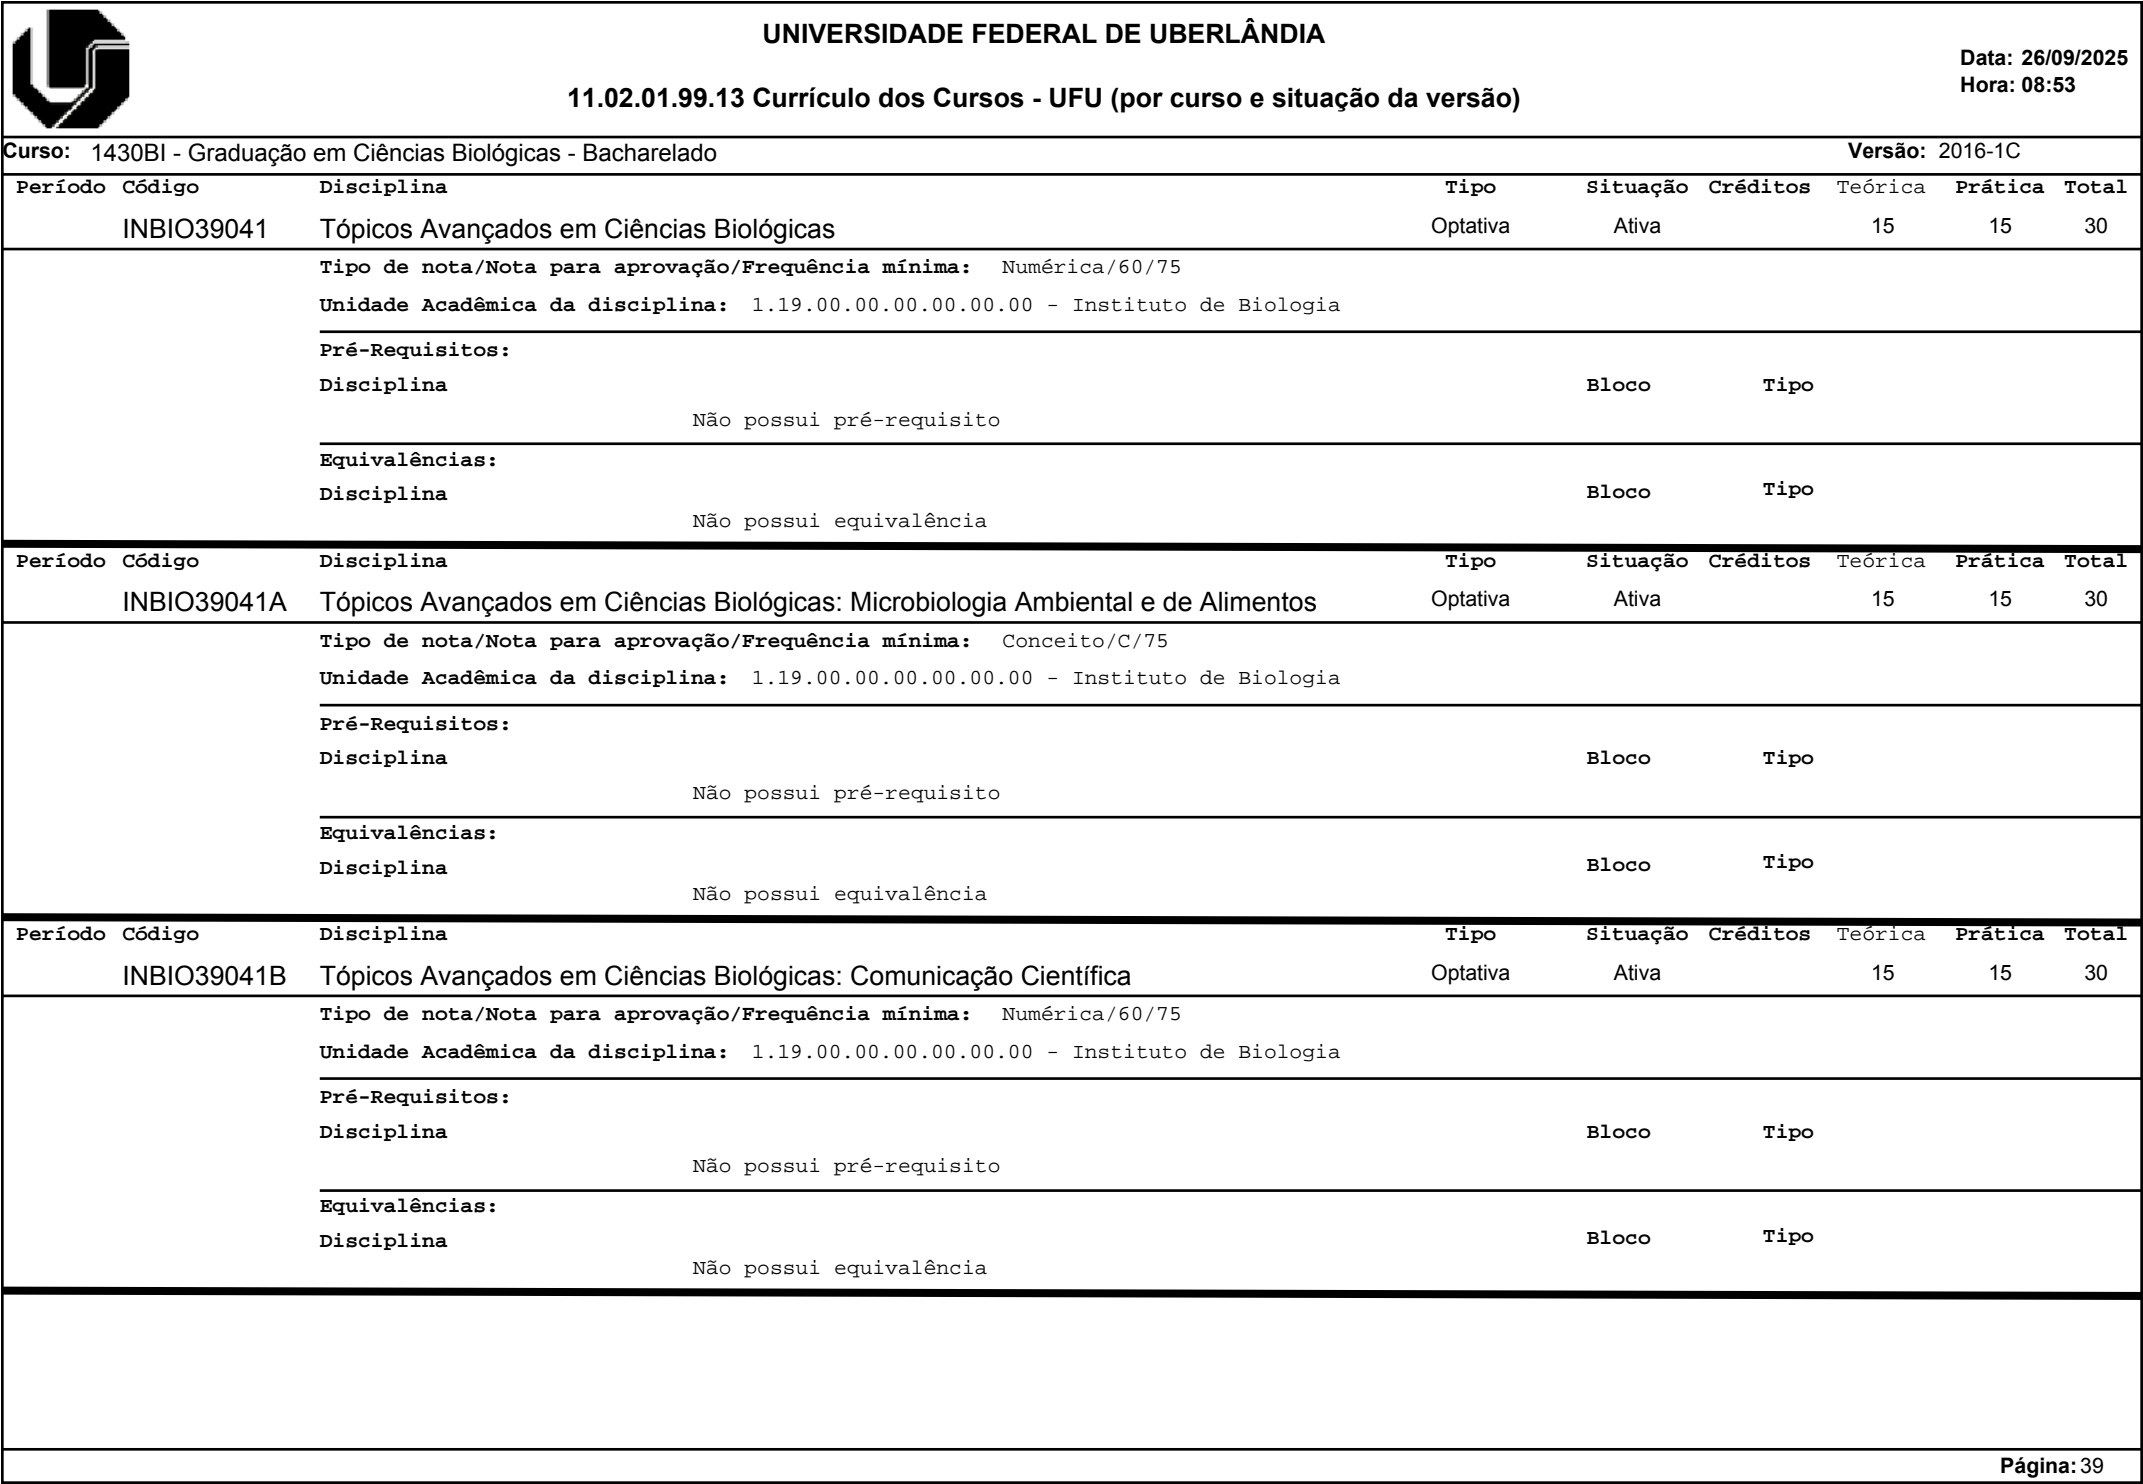 UNIVERSIDADE FEDERAL DE UBERLÂNDIA
Data: 26/09/2025
Hora: 08:53
11.02.01.99.13 Currículo dos Cursos - UFU (por curso e situação da versão)
Curso: 1430BI - Graduação em Ciências Biológicas - Bacharelado Versão: 2016-1C
Período Código Disciplina Tipo Situação Créditos Teórica Prática Total
INBIO39041 Tópicos Avançados em Ciências Biológicas Optativa Ativa 15 15 30
Tipo de nota/Nota para aprovação/Frequência mínima: Numérica/60/75
Unidade Acadêmica da disciplina: 1.19.00.00.00.00.00.00 - Instituto de Biologia
Pré-Requisitos:
Disciplina Bloco Tipo
Não possui pré-requisito
Equivalências:
Disciplina Bloco Tipo
Não possui equivalência
Período Código Disciplina Tipo Situação Créditos Teórica Prática Total
INBIO39041A Tópicos Avançados em Ciências Biológicas: Microbiologia Ambiental e de Alimentos Optativa Ativa 15 15 30
Tipo de nota/Nota para aprovação/Frequência mínima: Conceito/C/75
Unidade Acadêmica da disciplina: 1.19.00.00.00.00.00.00 - Instituto de Biologia
Pré-Requisitos:
Disciplina Bloco Tipo
Não possui pré-requisito
Equivalências:
Disciplina Bloco Tipo
Não possui equivalência
Período Código Disciplina Tipo Situação Créditos Teórica Prática Total
INBIO39041B Tópicos Avançados em Ciências Biológicas: Comunicação Científica Optativa Ativa 15 15 30
Tipo de nota/Nota para aprovação/Frequência mínima: Numérica/60/75
Unidade Acadêmica da disciplina: 1.19.00.00.00.00.00.00 - Instituto de Biologia
Pré-Requisitos:
Disciplina Bloco Tipo
Não possui pré-requisito
Equivalências:
Disciplina Bloco Tipo
Não possui equivalência
Página: 39